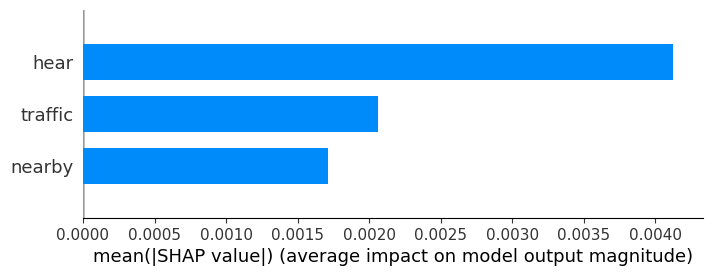 hear
traffic
nearby
0.0000 0.0005 0.0010 0.0015 0.0020 0.0025 0.0030 0.0035 0.0040
mean(|SHAP value|) (average impact on model output magnitude)